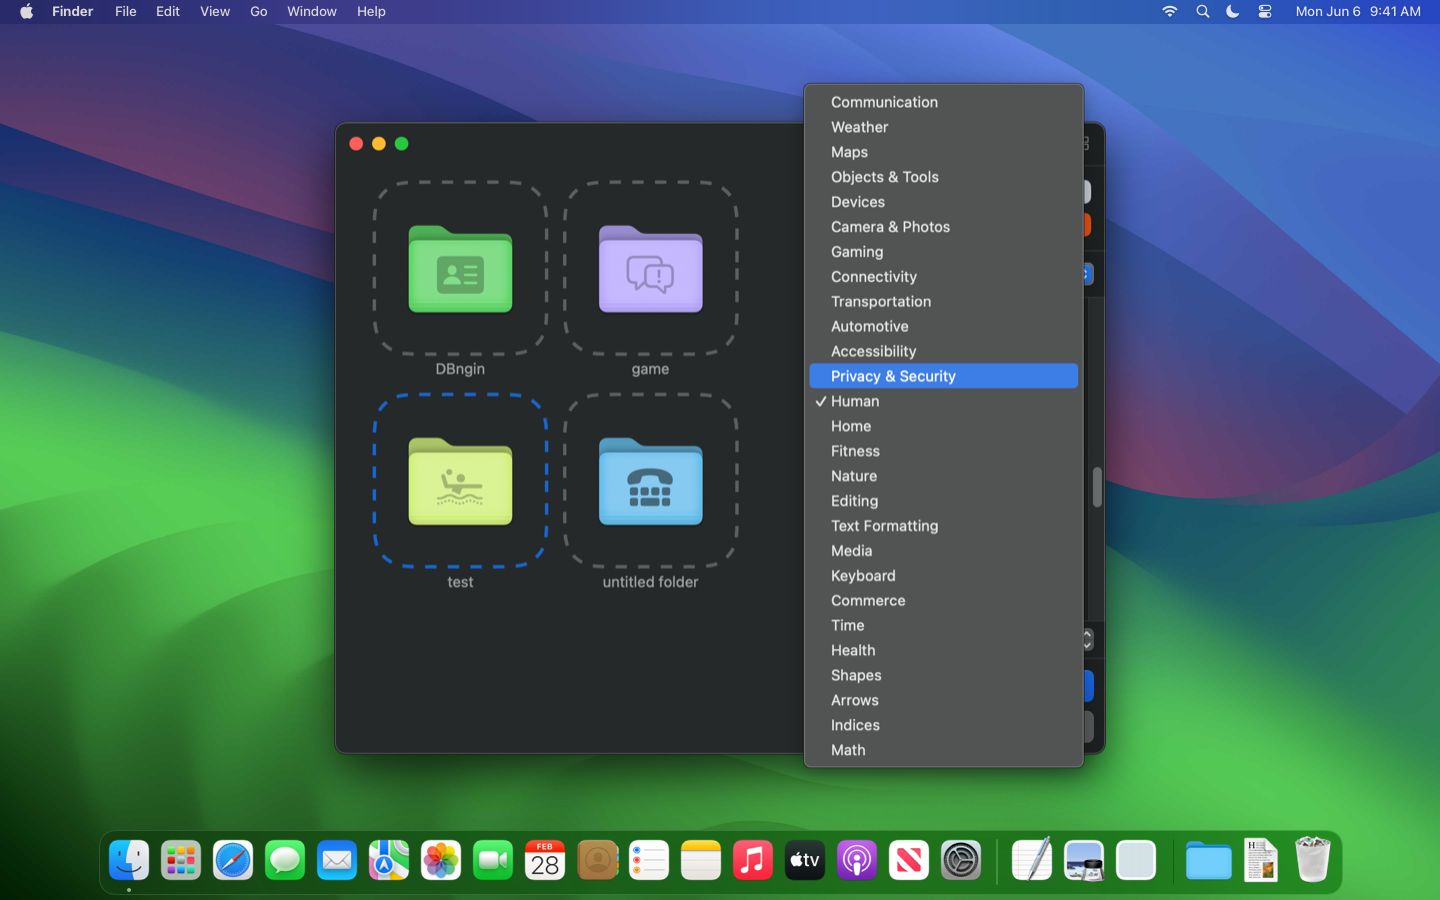 Finder File Edit View Go Window Help Mon Jun 6 9:41 AM
DBngin
game
test
untitled folder
Communication
Weather
Maps
Objects & Tools
Devices
Camera & Photos
Gaming
Connectivity
Transportation
Automotive
Accessibility
Privacy & Security
✓ Human
Home
Fitness
Nature
Editing
Text Formatting
Media
Keyboard
Commerce
Time
Health
Shapes
Arrows
Indices
Math
FEB
28
tv